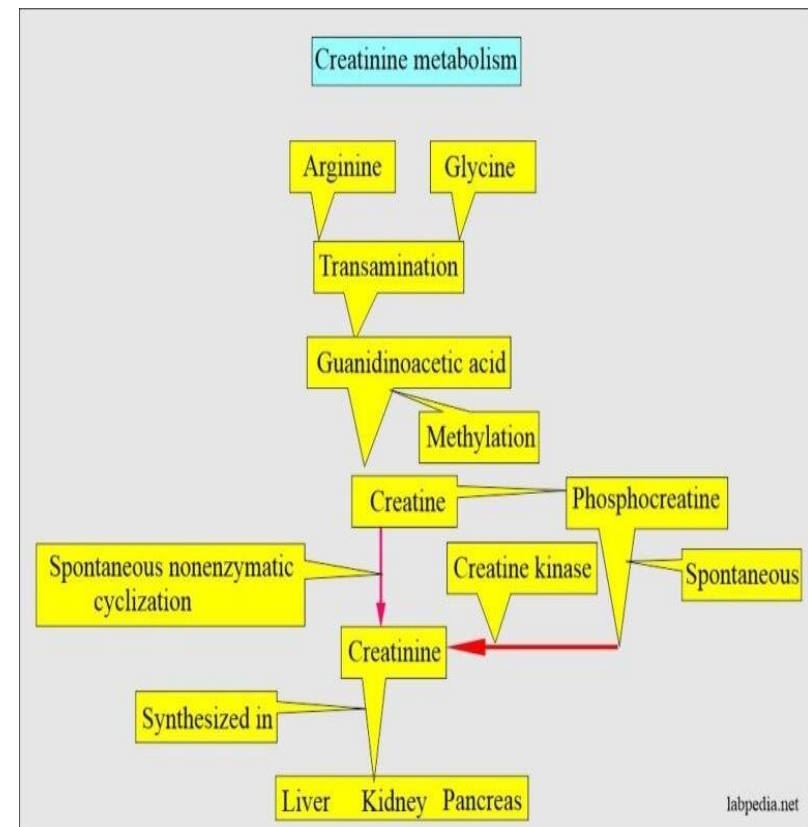 Creatinine metabolism
Arginine
Glycine
Transamination
Guanidinoacetic acid
Methylation
Creatine
Phosphocreatine
Spontaneous nonenzymatic
cyclization
Creatine kinase
Spontaneous
Creatinine
Synthesized in
Liver Kidney Pancreas
labpedia.net